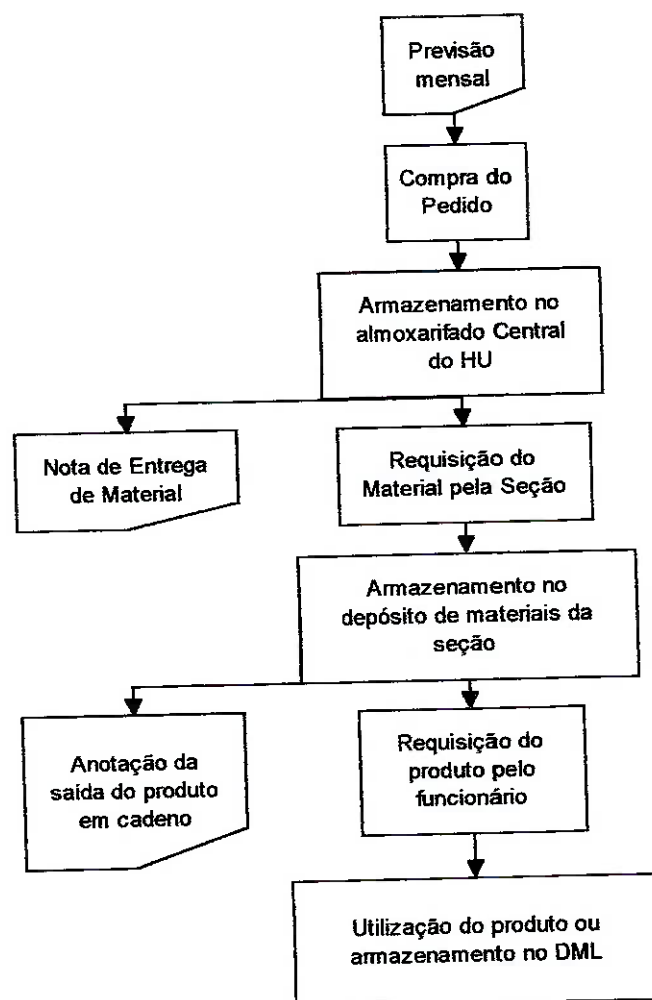 Previsão
mensal
Compra do
Pedido
Armazenamento no
almoxarifado Central
do HU
Nota de Entrega
de Material
Requisição do
Material pela Seção
Armazenamento no
depósito de materiais da
seção
Anotação da
saída do produto
em cadeno
Requisição do
produto pelo
funcionário
Utilização do produto ou
armazenamento no DML